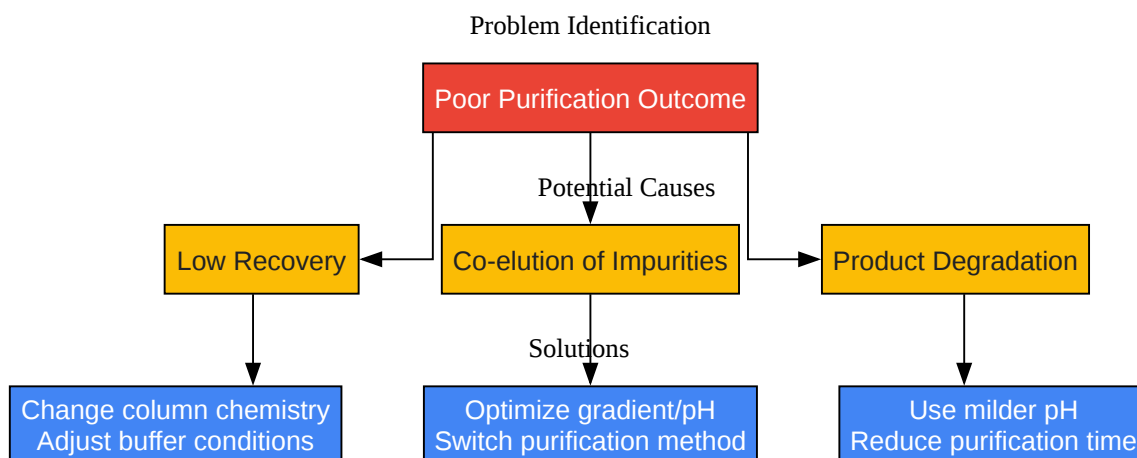 Problem Identification
Poor Purification Outcome
Potential Causes
Low Recovery
Co-elution of Impurities
Product Degradation
Solutions
Change column chemistry
Adjust buffer conditions
Optimize gradient/pH
Switch purification method
Use milder pH
Reduce purification time